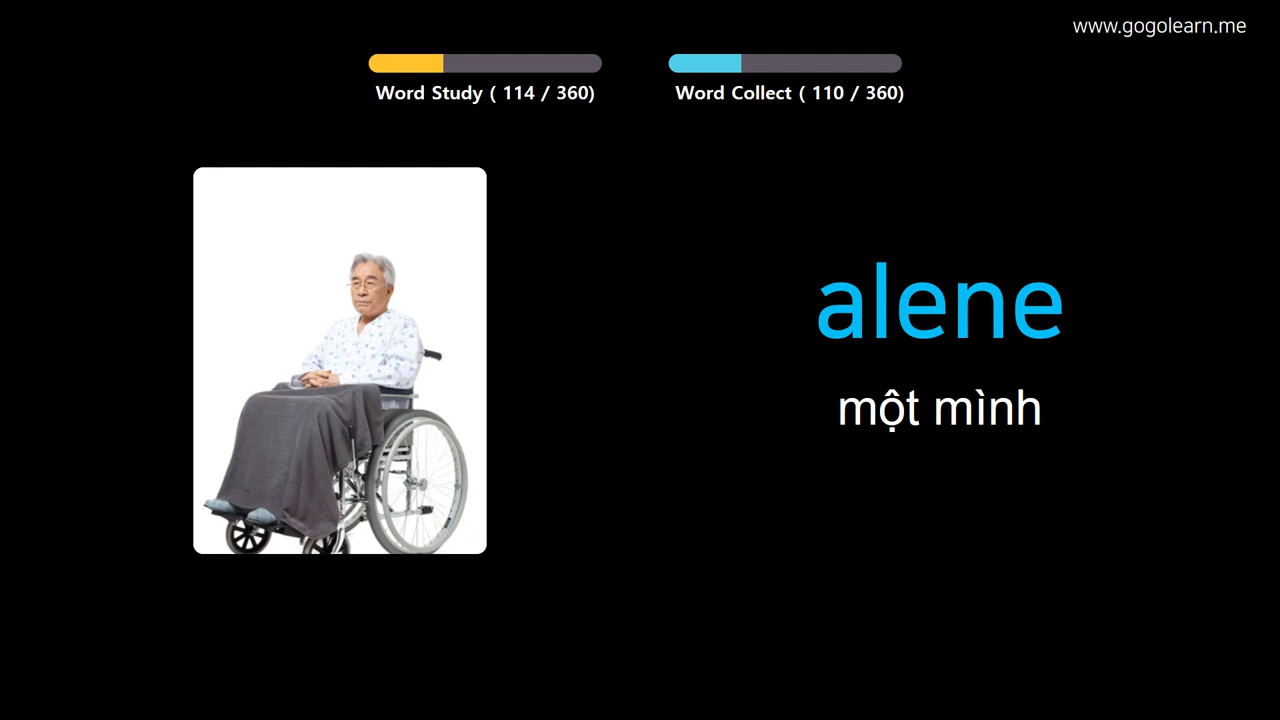 www.gogolearn.me
Word Study ( 114 / 360)
Word Collect ( 110 / 360)
alene
một mình